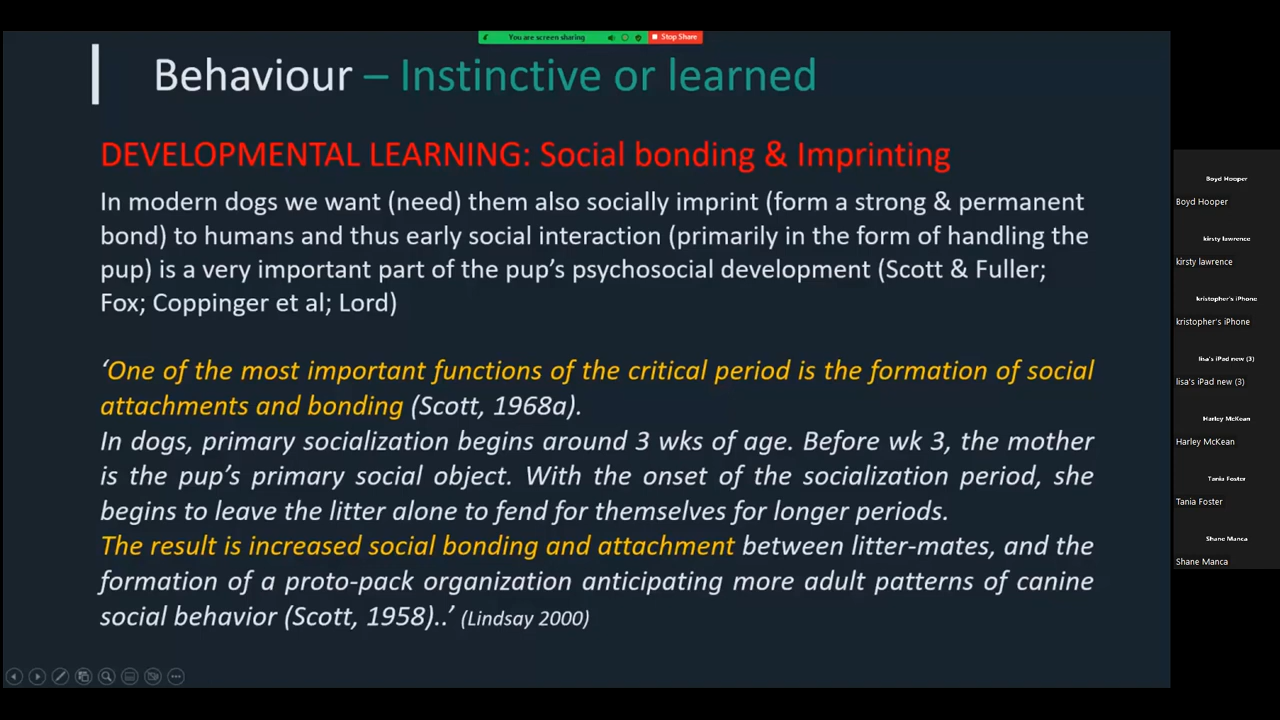 You are screen sharing
Stop Share
Behaviour – Instinctive or learned
DEVELOPMENTAL LEARNING: Social bonding & Imprinting
In modern dogs we want (need) them also socially imprint (form a strong & permanent
bond) to humans and thus early social interaction (primarily in the form of handling the
pup) is a very important part of the pup’s psychosocial development (Scott & Fuller;
Fox; Coppinger et al; Lord)
‘One of the most important functions of the critical period is the formation of social
attachments and bonding (Scott, 1968a).
In dogs, primary socialization begins around 3 wks of age. Before wk 3, the mother
is the pup’s primary social object. With the onset of the socialization period, she
begins to leave the litter alone to fend for themselves for longer periods.
The result is increased social bonding and attachment between litter-mates, and the
formation of a proto-pack organization anticipating more adult patterns of canine
social behavior (Scott, 1958)..’ (Lindsay 2000)
Boyd Hooper
Boyd Hooper
kirsty lawrence
kirsty lawrence
kristopher's iPhone
kristopher's iPhone
lisa's iPad new (3)
lisa's iPad new (3)
Harley McKean
Harley McKean
Tania Foster
Tania Foster
Shane Manca
Shane Manca